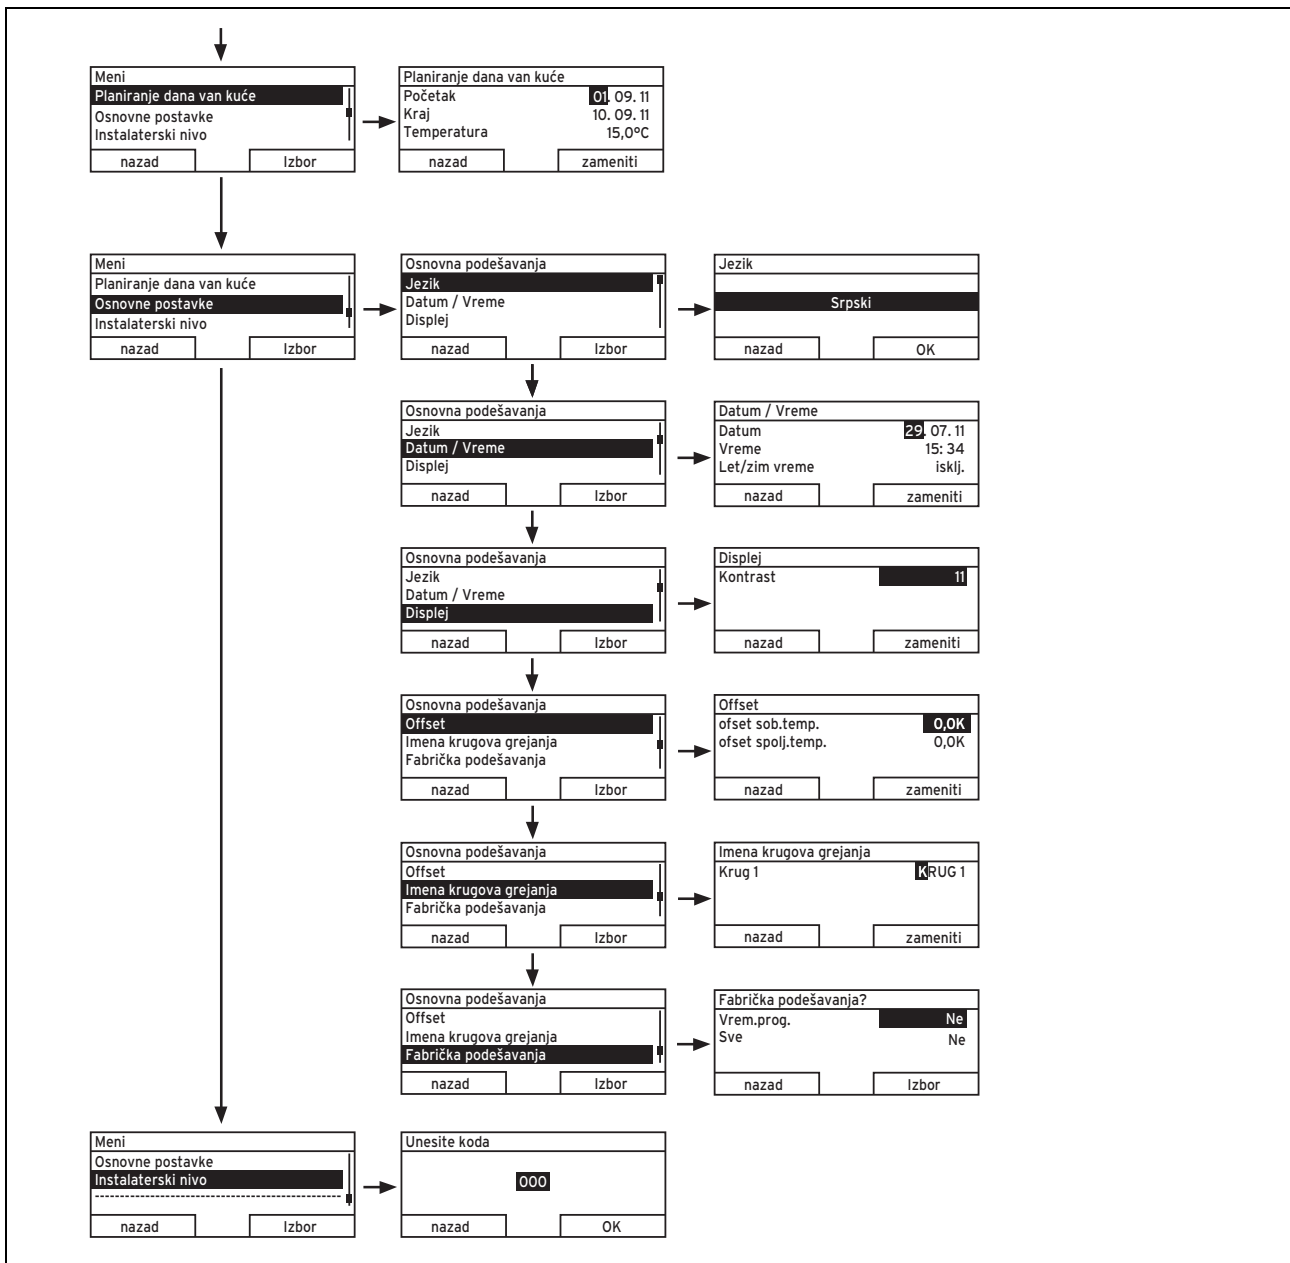 Meni
Planiranje dana van kuće
Osnovne postavke
Instalaterski nivo
nazad Izbor
Planiranje dana van kuće
Početak 01. 09. 11
Kraj 10. 09. 11
Temperatura 15,0°C
nazad zameniti
Meni
Planiranje dana van kuće
Osnovne postavke
Instalaterski nivo
nazad Izbor
Osnovna podešavanja
Jezik
Datum / Vreme
Displej
nazad Izbor
Jezik
Srpski
nazad OK
Osnovna podešavanja
Jezik
Datum / Vreme
Displej
nazad Izbor
Datum / Vreme
Datum 29. 07. 11
Vreme 15: 34
Let/zim vreme isklj.
nazad zameniti
Osnovna podešavanja
Jezik
Datum / Vreme
Displej
nazad Izbor
Displej
Kontrast 11
nazad zameniti
Osnovna podešavanja
Offset
Imena krugova grejanja
Fabrička podešavanja
nazad Izbor
Offset
ofset sob.temp. 0,0K
ofset spolj.temp. 0,0K
nazad zameniti
Osnovna podešavanja
Offset
Imena krugova grejanja
Fabrička podešavanja
nazad Izbor
Imena krugova grejanja
Krug 1 KRUG 1
nazad zameniti
Osnovna podešavanja
Offset
Imena krugova grejanja
Fabrička podešavanja
nazad Izbor
Fabrička podešavanja?
Vrem.prog. Ne
Sve Ne
nazad Izbor
Meni
Osnovne postavke
Instalaterski nivo
nazad Izbor
Unesite koda
000
nazad OK